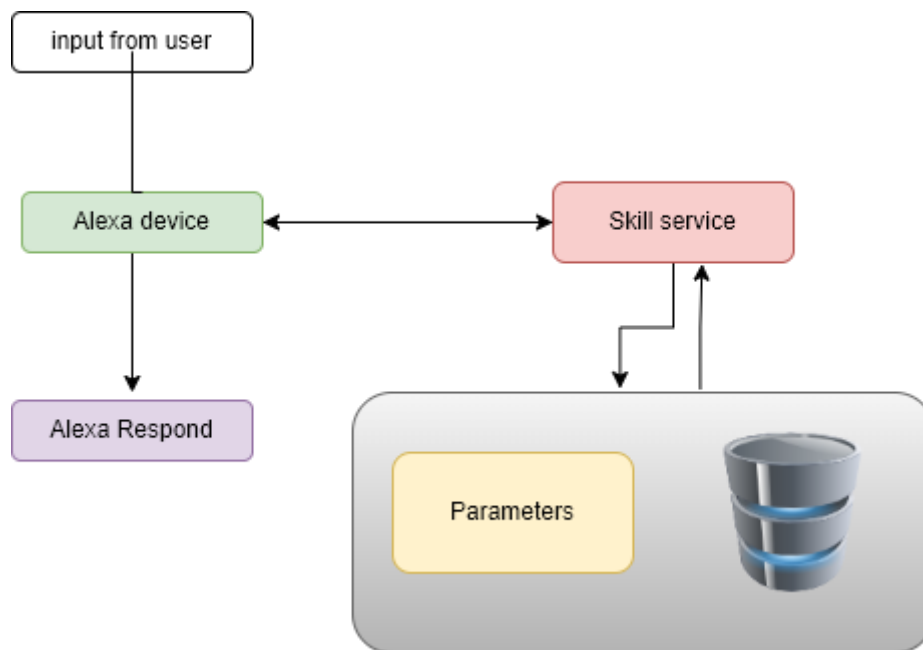 input from user
Alexa device
Skill service
Alexa Respond
Parameters